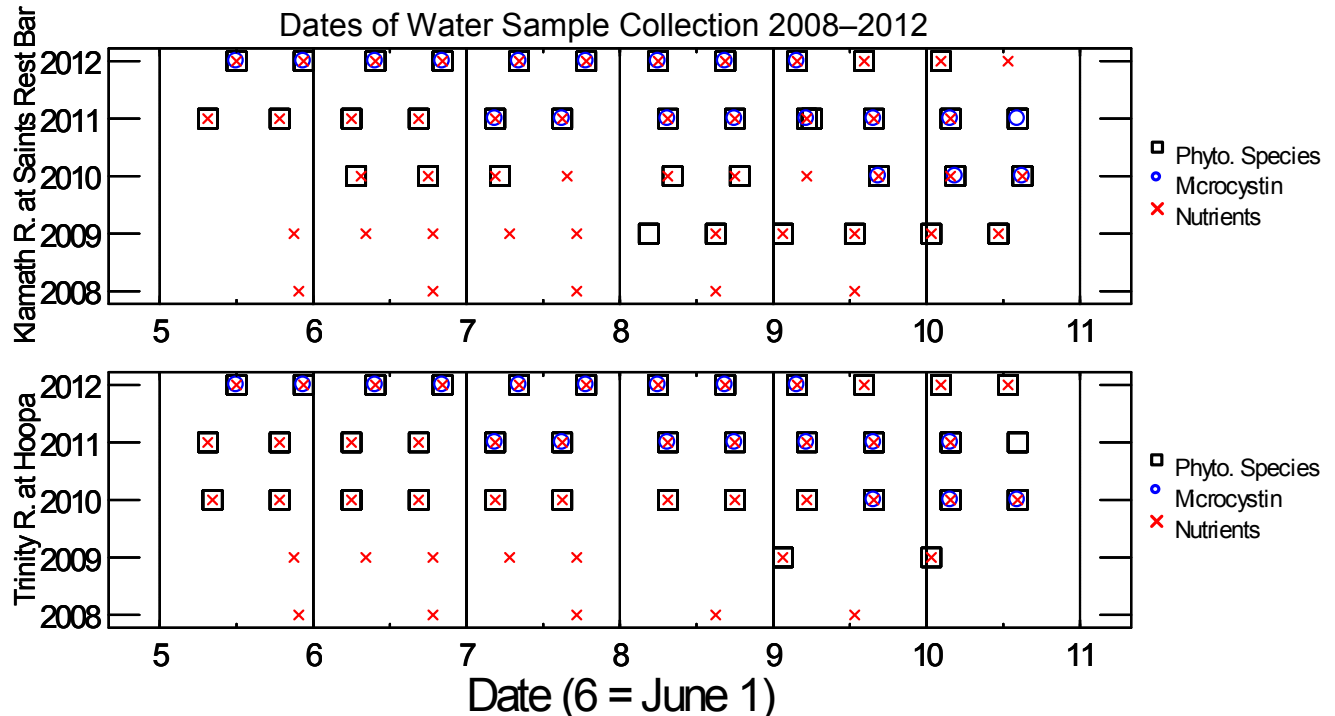 Dates of Water Sample Collection 2008–2012
Klamath R. at Saints Rest Bar
2012
2011
2010
2009
2008
5 6 7 8 9 10 11
Phyto. Species
Mcrocystin
Nutrients
Trinity R. at Hoopa
2012
2011
2010
2009
2008
5 6 7 8 9 10 11
Phyto. Species
Mcrocystin
Nutrients
Date (6 = June 1)